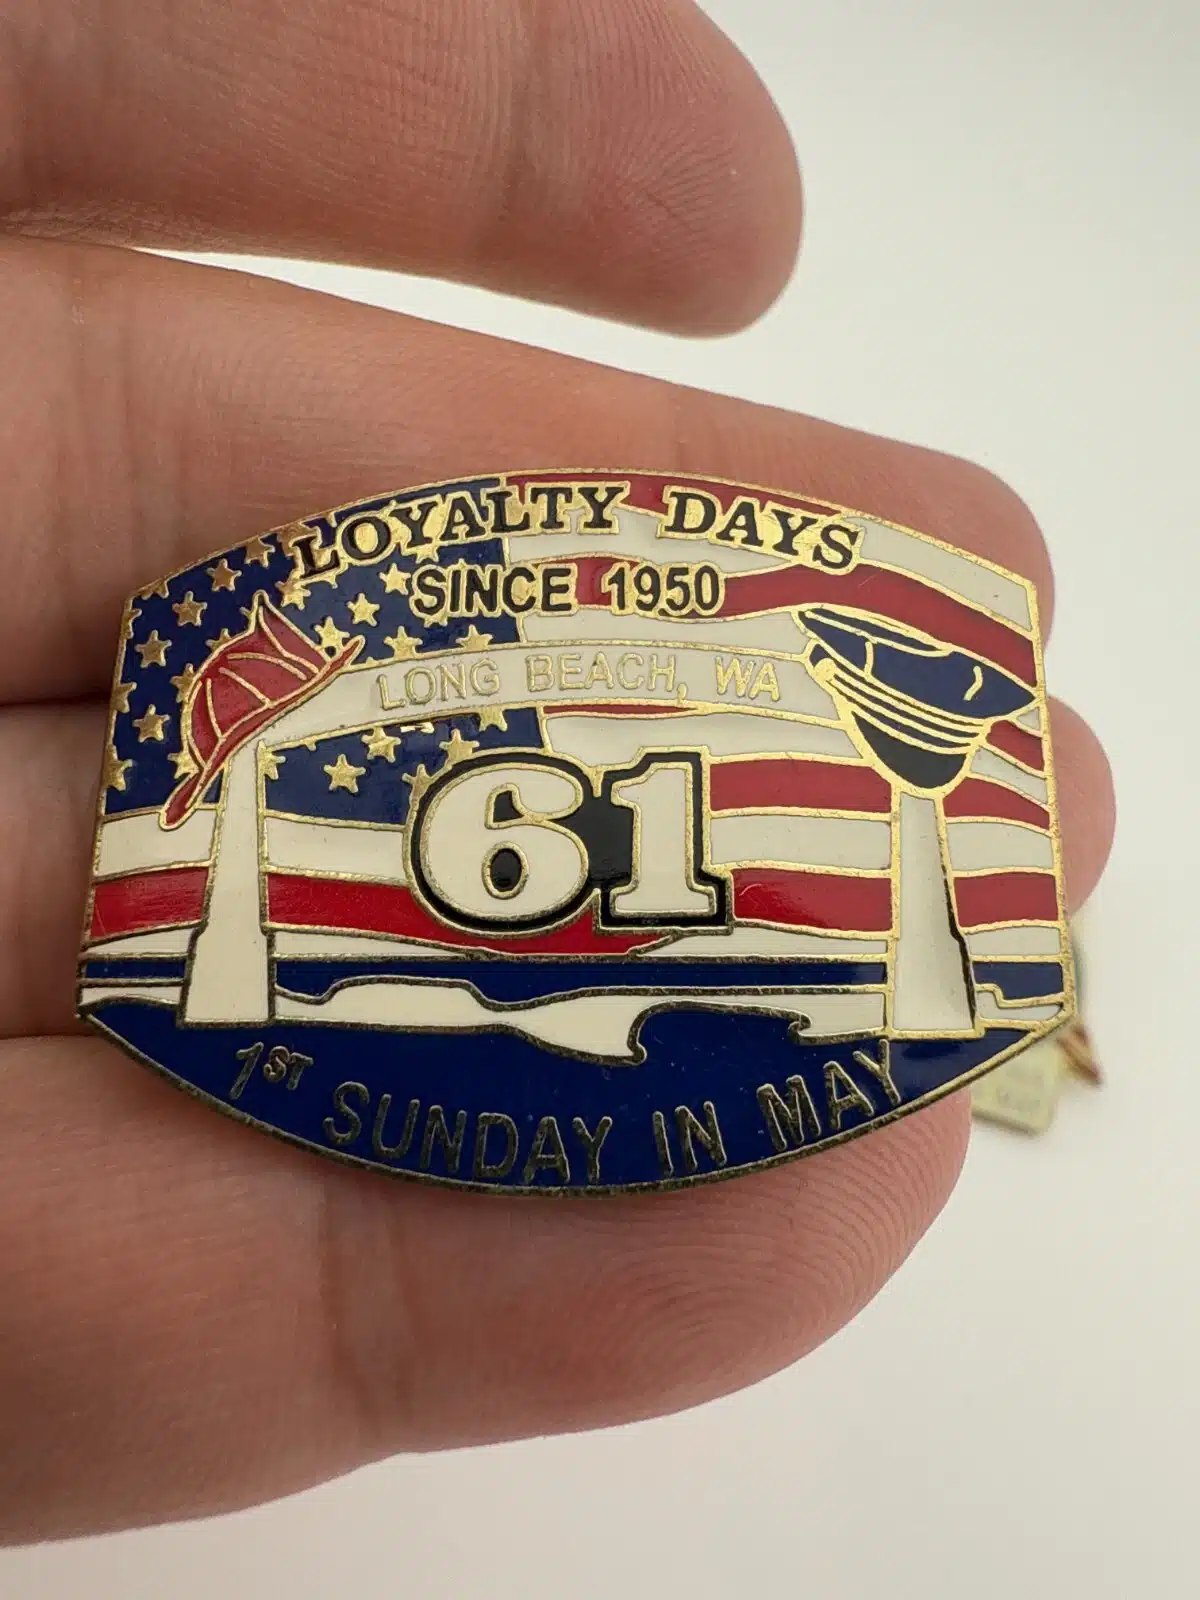 LOYALTY DAYS
SINCE 1950
LONG BEACH, WA
61
1ST SUNDAY IN MAY